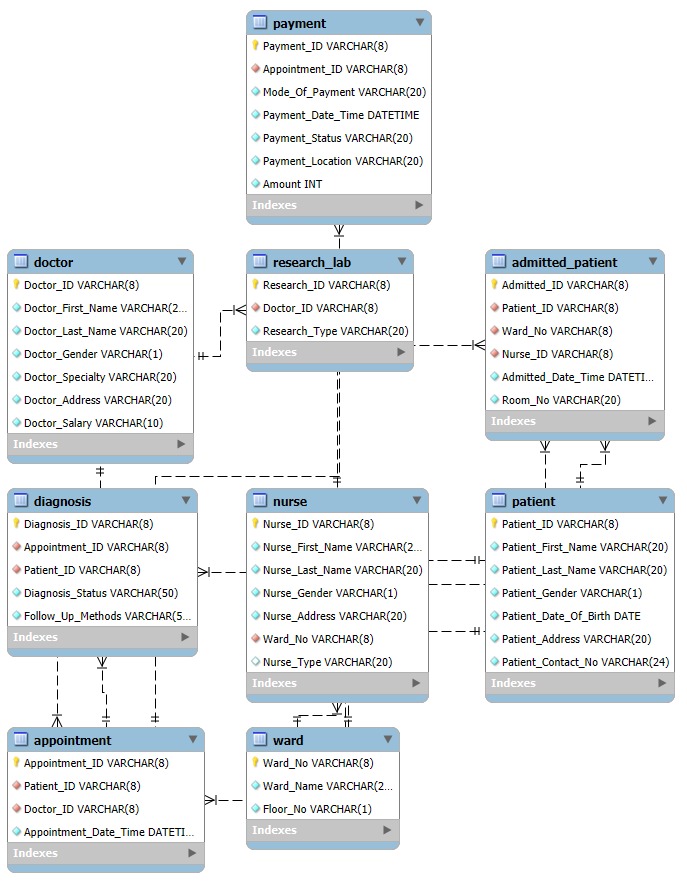 payment
Payment_ID VARCHAR(8)
Appointment_ID VARCHAR(8)
Mode_Of_Payment VARCHAR(20)
Payment_Date_Time DATETIME
Payment_Status VARCHAR(20)
Payment_Location VARCHAR(20)
Amount INT
Indexes
doctor
Doctor_ID VARCHAR(8)
Doctor_First_Name VARCHAR(2...
Doctor_Last_Name VARCHAR(20)
Doctor_Gender VARCHAR(1)
Doctor_Specialty VARCHAR(20)
Doctor_Address VARCHAR(20)
Doctor_Salary VARCHAR(10)
Indexes
research_lab
Research_ID VARCHAR(8)
Doctor_ID VARCHAR(8)
Research_Type VARCHAR(20)
Indexes
admitted_patient
Admitted_ID VARCHAR(8)
Patient_ID VARCHAR(8)
Ward_No VARCHAR(8)
Nurse_ID VARCHAR(8)
Admitted_Date_Time DATETI...
Room_No VARCHAR(20)
Indexes
diagnosis
Diagnosis_ID VARCHAR(8)
Appointment_ID VARCHAR(8)
Patient_ID VARCHAR(8)
Diagnosis_Status VARCHAR(50)
Follow_Up_Methods VARCHAR(5...
Indexes
nurse
Nurse_ID VARCHAR(8)
Nurse_First_Name VARCHAR(2...
Nurse_Last_Name VARCHAR(20)
Nurse_Gender VARCHAR(1)
Nurse_Address VARCHAR(20)
Ward_No VARCHAR(8)
Nurse_Type VARCHAR(20)
Indexes
patient
Patient_ID VARCHAR(8)
Patient_First_Name VARCHAR(20)
Patient_Last_Name VARCHAR(20)
Patient_Gender VARCHAR(1)
Patient_Date_Of_Birth DATE
Patient_Address VARCHAR(20)
Patient_Contact_No VARCHAR(24)
Indexes
appointment
Appointment_ID VARCHAR(8)
Patient_ID VARCHAR(8)
Doctor_ID VARCHAR(8)
Appointment_Date_Time DATETI...
Indexes
ward
Ward_No VARCHAR(8)
Ward_Name VARCHAR(2...
Floor_No VARCHAR(1)
Indexes